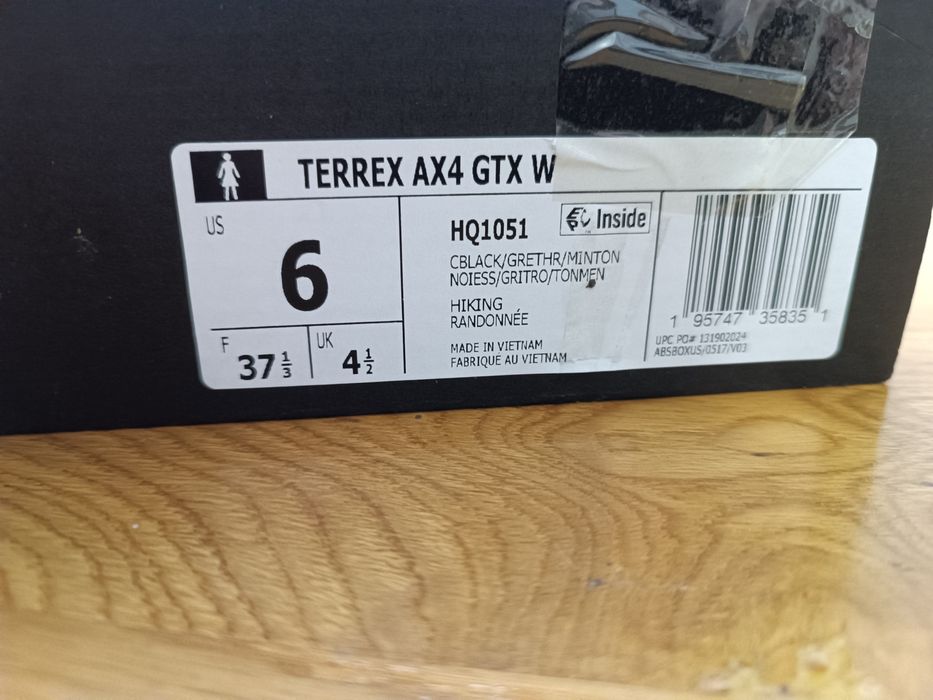 TERREX AX4 GTX W
US
6
F
37 1/3
UK
4 1/2
HQ1051
Inside
CBLACK/GRETHR/MINTON
NOIESS/GRITRO/TONMEN
HIKING
RANDONNÉE
MADE IN VIETNAM
FABRIQUÉ AU VIETNAM
1 95747 35835 1
UPC PO# 131902024
ABSBOXUS/0517/V03